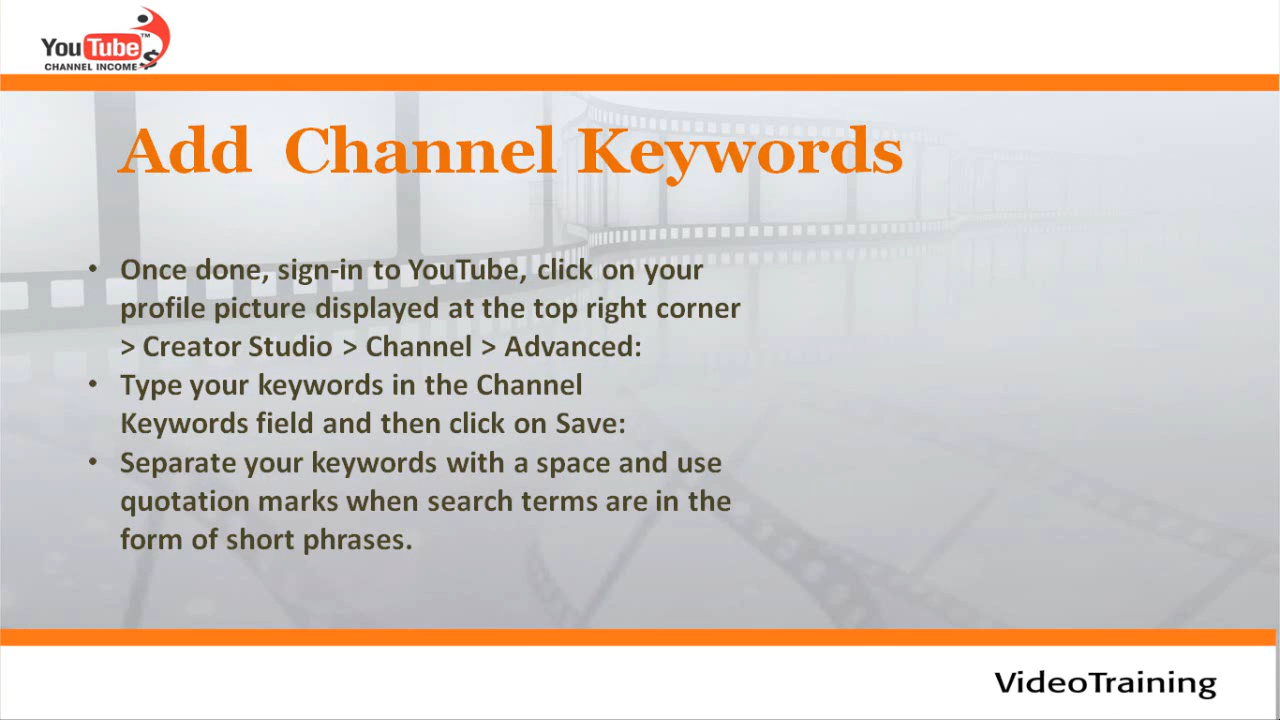 YouTube™
CHANNEL INCOME
Add Channel Keywords
• Once done, sign-in to YouTube, click on your
profile picture displayed at the top right corner
> Creator Studio > Channel > Advanced:
• Type your keywords in the Channel
Keywords field and then click on Save:
• Separate your keywords with a space and use
quotation marks when search terms are in the
form of short phrases.
VideoTraining